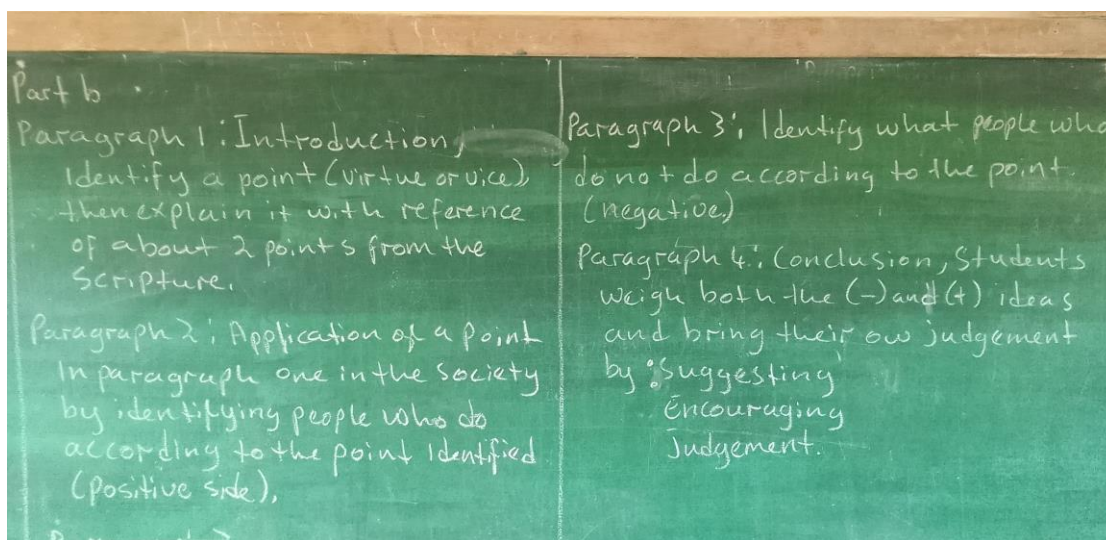 Part b
Paragraph 1: Introduction,
Identify a point (virtue or vice),
then explain it with reference
of about 2 points from the
Scripture.
Paragraph 2: Application of a point
in paragraph one in the society
by identifying people who do
according to the point identified
(positive side).
Paragraph 3: Identify what people who
do not do according to the point.
(negative)
Paragraph 4: Conclusion, Students
weigh both the (-) and (+) ideas
and bring their ow judgement
by: Suggesting
Encouraging
Judgement.